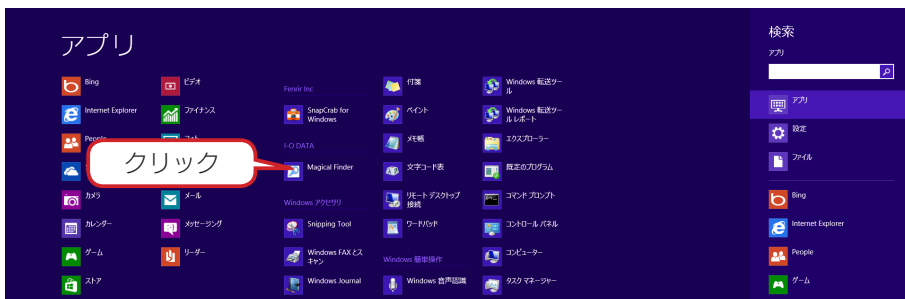 アプリ
Bing
Internet Explorer
People
カメラ
カレンダー
ゲーム
ストア
ビデオ
ファイナンス
クリック
メール
メッセージング
リーダー
Fenrir Inc
SnapCrab for
Windows
I-O DATA
Magical Finder
Windows アクセサリ
Snipping Tool
Windows FAX とス
キャン
Windows Journal
付箋
ペイント
メモ帳
文字コード表
リモート デスクトップ
接続
ワードパッド
Windows 簡単操作
Windows 音声認識
Windows 転送ツー
ル
Windows 転送ツー
ル レポート
エクスプローラー
既定のプログラム
コマンド プロンプト
コントロール パネル
コンピューター
タスク マネージャー
検索
アプリ
アプリ
設定
ファイル
Bing
Internet Explorer
People
ゲーム